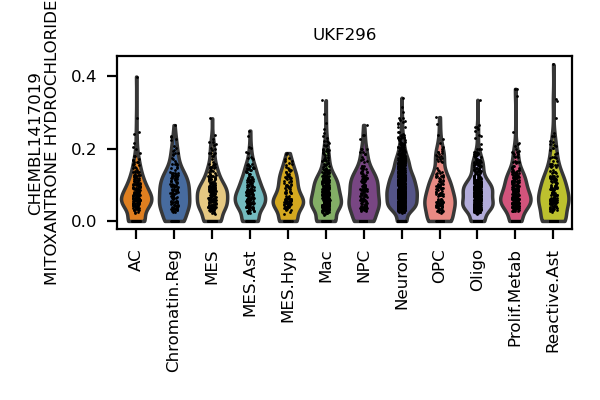 UKF296
CHEMBL1417019
MITOXANTRONE HYDROCHLORIDE
0.4
0.2
0.0
AC
Chromatin.Reg
MES
MES.Ast
MES.Hyp
Mac
NPC
Neuron
OPC
Oligo
Prolif.Metab
Reactive.Ast